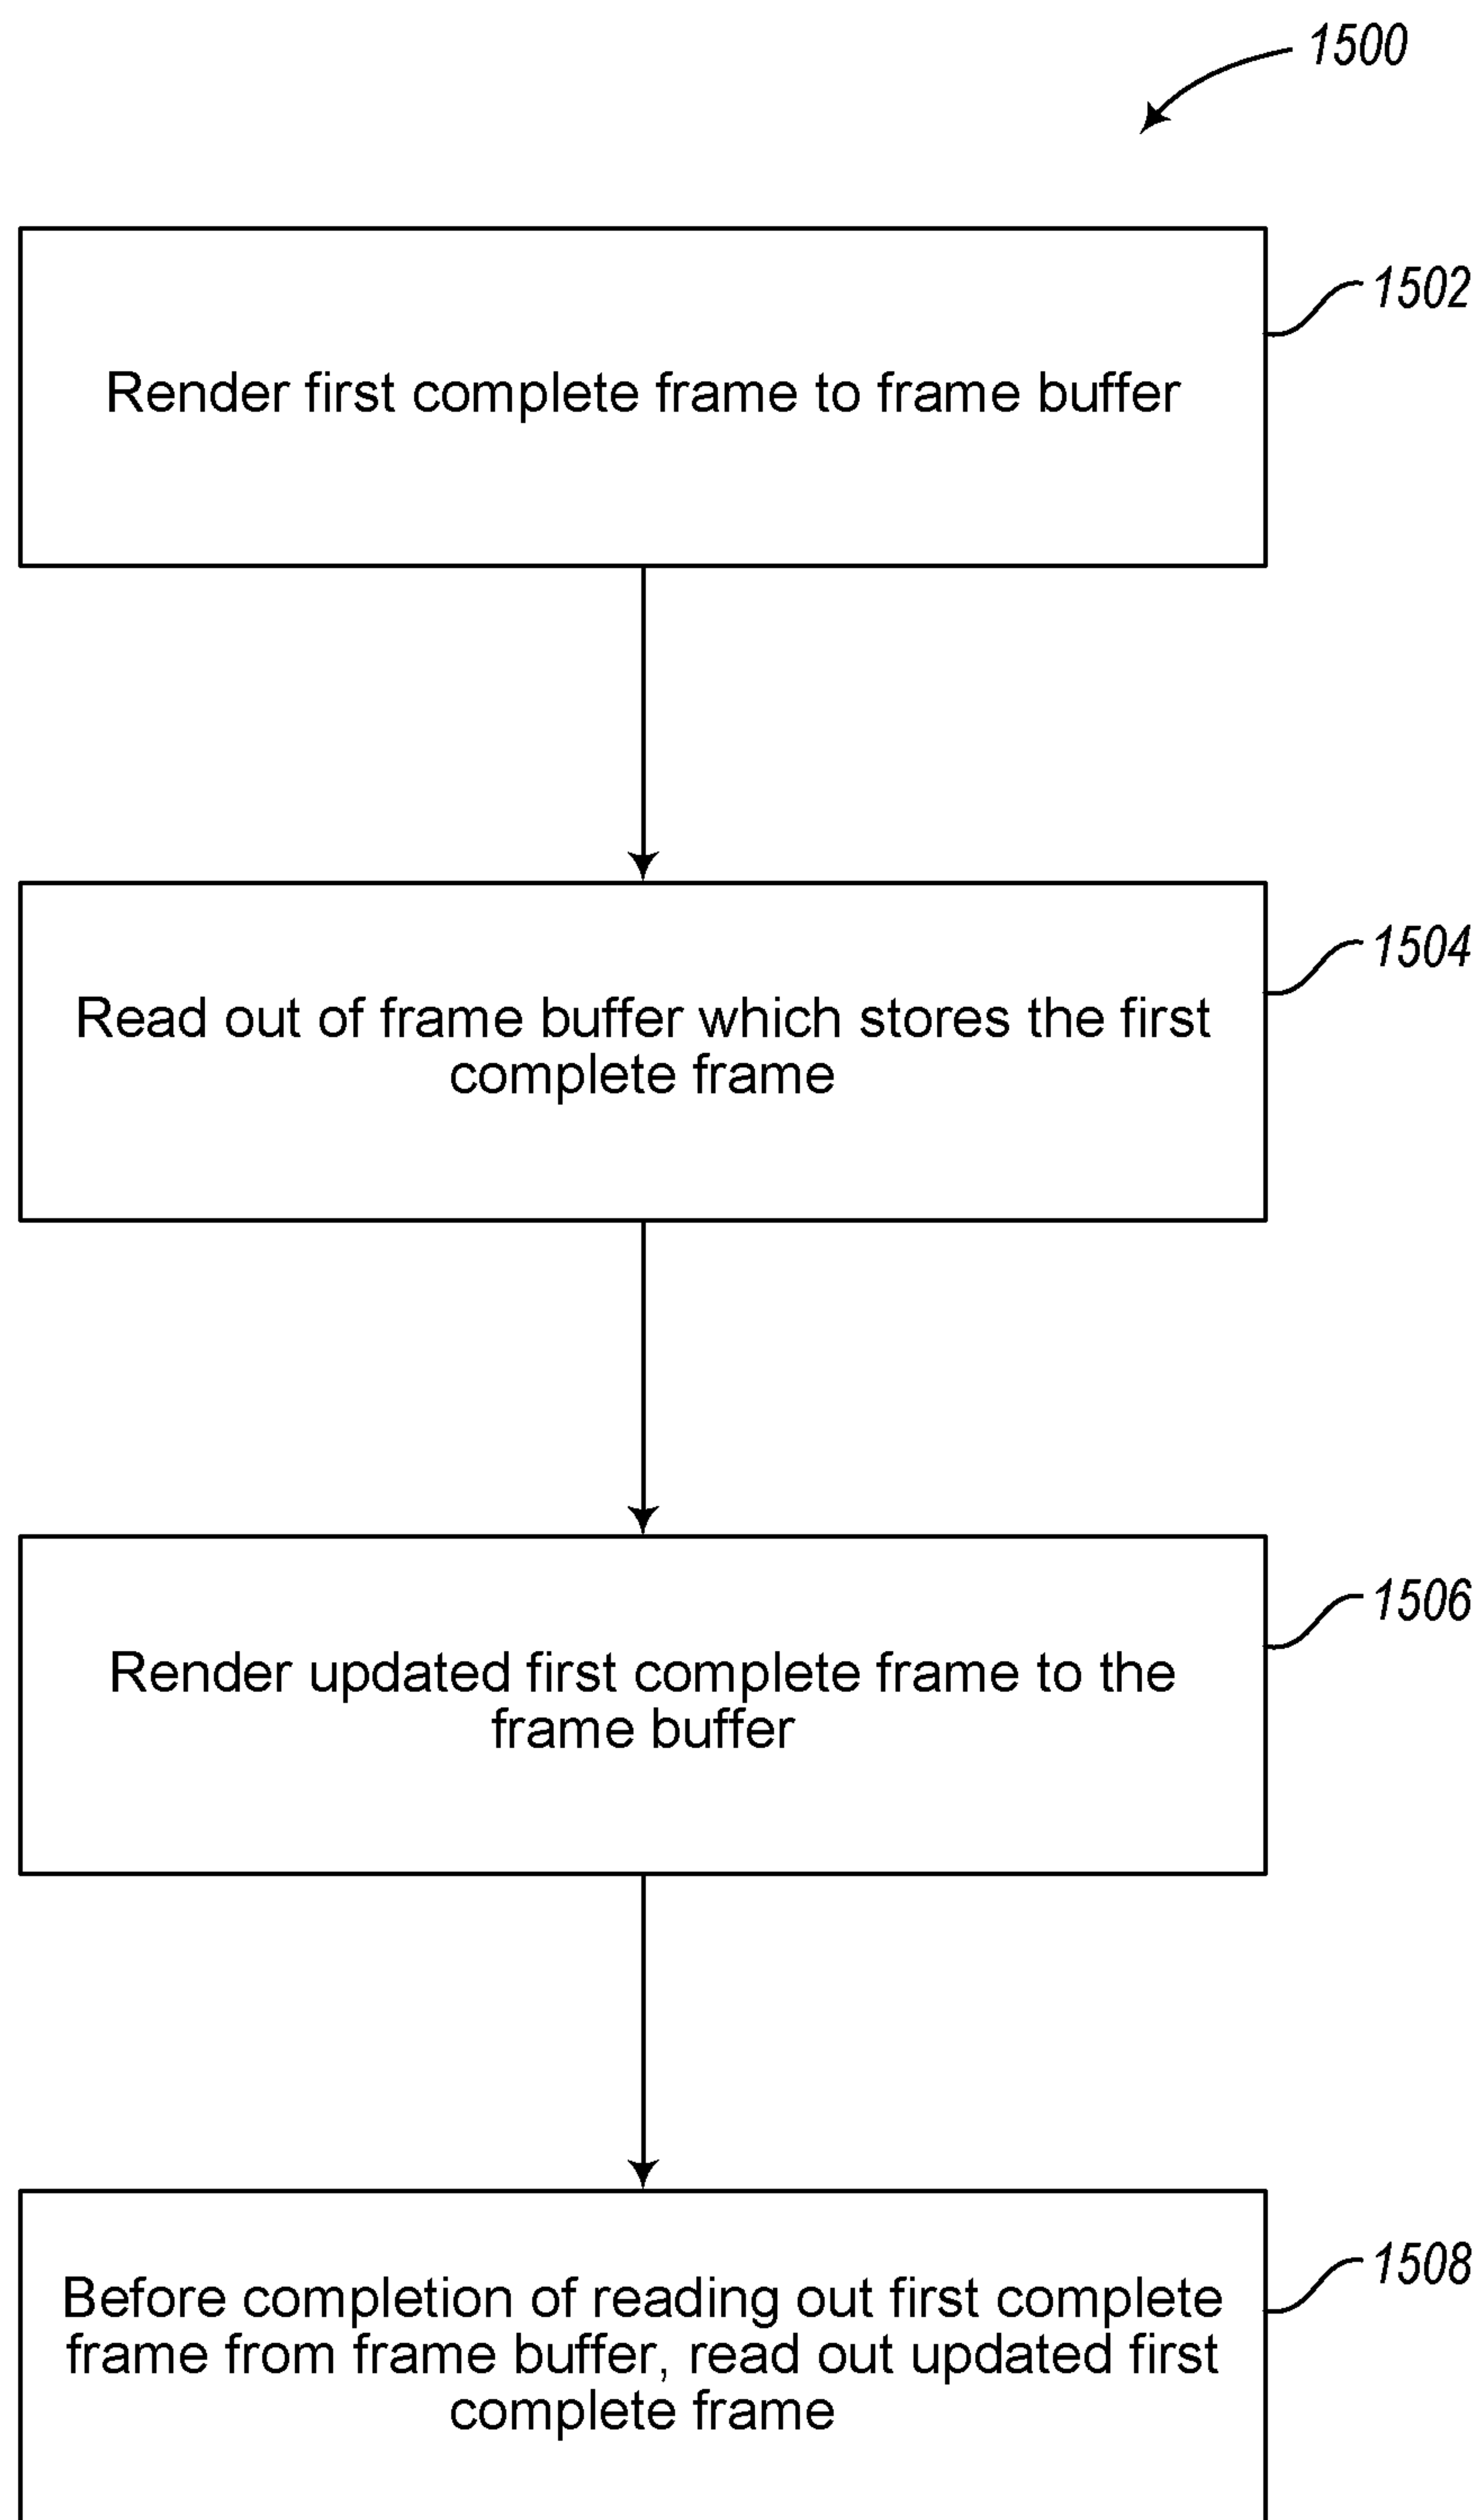 1500
1502
Render first complete frame to frame buffer
1504
Read out of frame buffer which stores the first
complete frame
1506
Render updated first complete frame to the
frame buffer
1508
Before completion of reading out first complete
frame from frame buffer, read out updated first
complete frame